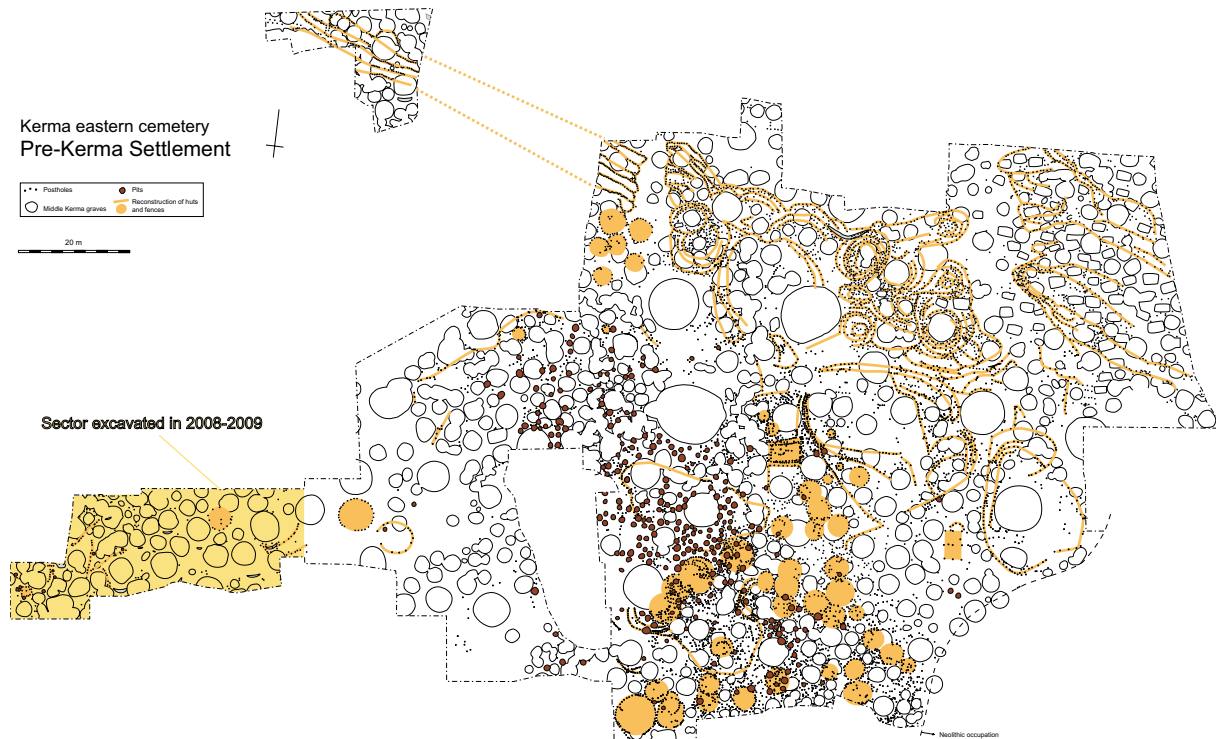 Kerma eastern cemetery
Pre-Kerma Settlement
Postholes
Pits
Middle Kerma graves
Reconstruction of huts
and fences
20 m
Sector excavated in 2008-2009
Neolithic occupation